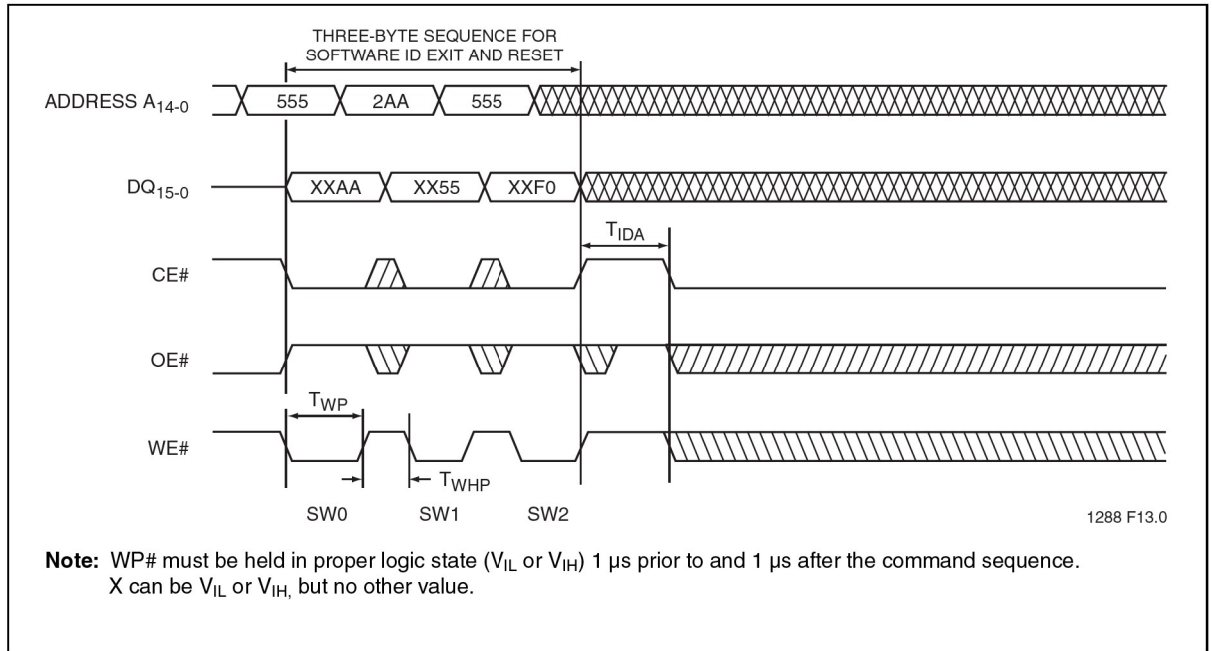 THREE-BYTE SEQUENCE FOR
SOFTWARE ID EXIT AND RESET
ADDRESS A14-0 555 2AA 555
DQ15-0 XXAA XX55 XXF0
TIDA
CE#
OE#
TWP
WE#
TWHP
SW0 SW1 SW2
1288 F13.0
Note: WP# must be held in proper logic state (VIL or VIH) 1 µs prior to and 1 µs after the command sequence.
X can be VIL or VIH, but no other value.